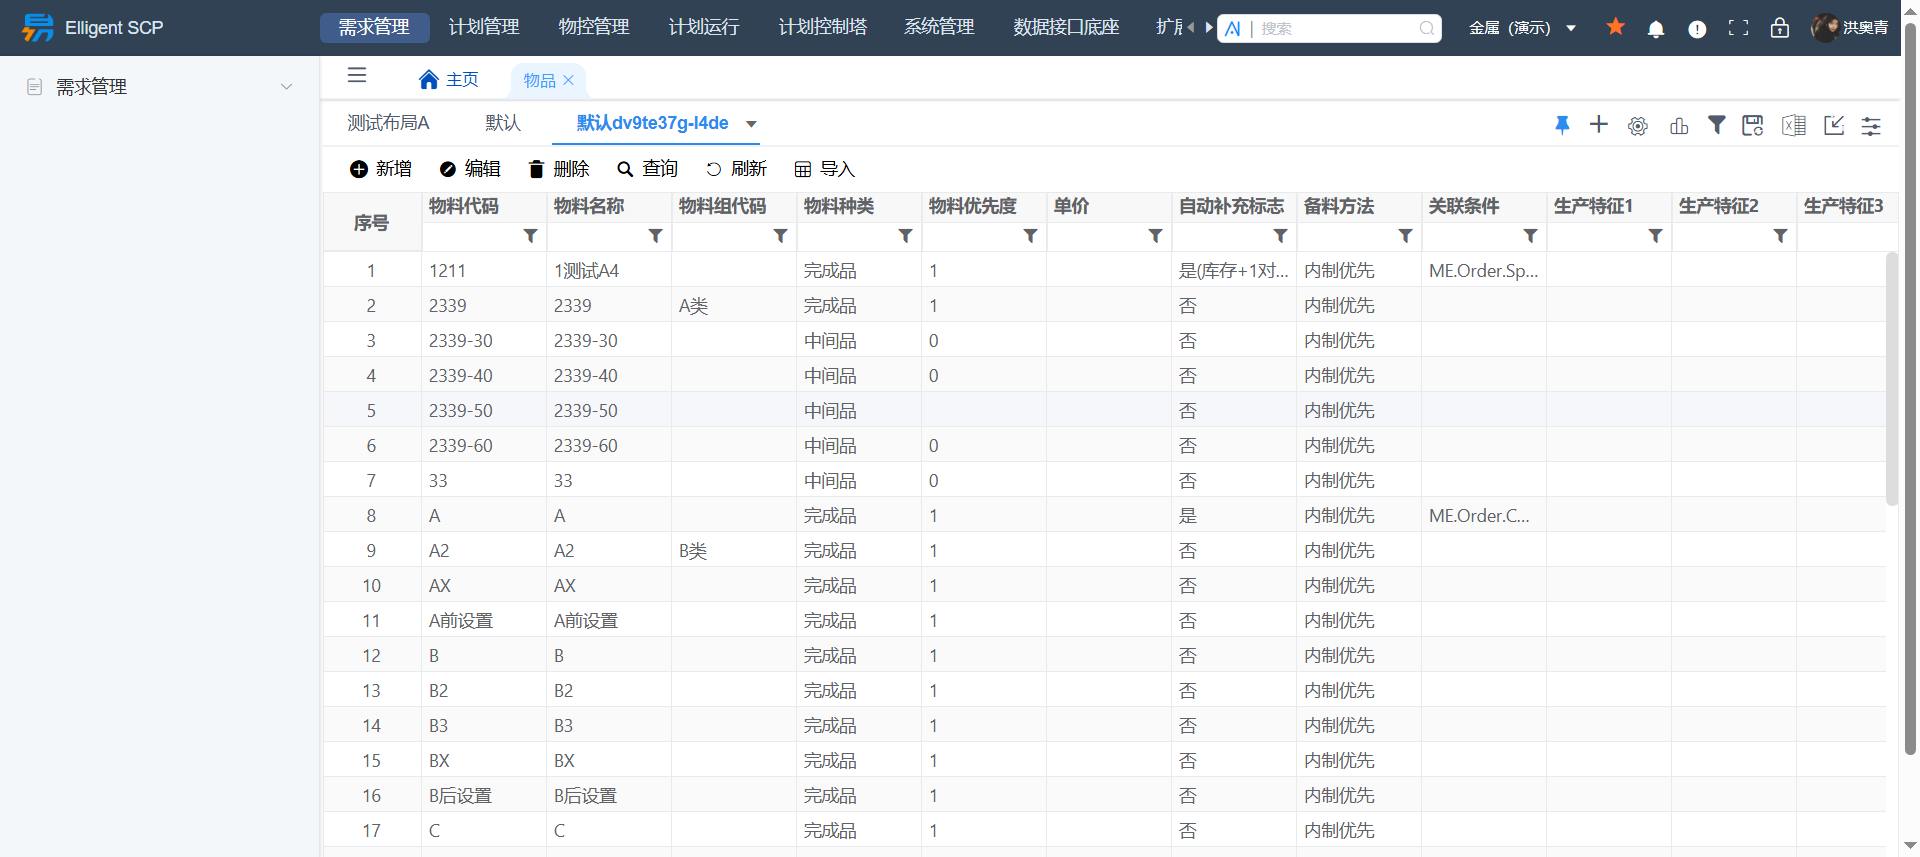 Elligent SCP 需求管理 计划管理 物控管理 计划运行 计划控制塔 系统管理 数据接口底座 搜索 金属（演示） 洪奥青
需求管理
主页 物品
测试布局A 默认 默认dv9te37g-l4de
新增 编辑 删除 查询 刷新 导入
序号 物料代码 物料名称 物料组代码 物料种类 物料优先度 单价 自动补充标志 备料方法 关联条件 生产特征1 生产特征2 生产特征3
1 1211 1测试A4 完成品 1 是(库存+1对... 内制优先 ME.Order.Sp...
2 2339 2339 A类 完成品 1 否 内制优先
3 2339-30 2339-30 中间品 0 否 内制优先
4 2339-40 2339-40 中间品 0 否 内制优先
5 2339-50 2339-50 中间品 否 内制优先
6 2339-60 2339-60 中间品 0 否 内制优先
7 33 33 中间品 0 否 内制优先
8 A A 完成品 1 是 内制优先 ME.Order.C...
9 A2 A2 B类 完成品 1 否 内制优先
10 AX AX 完成品 1 否 内制优先
11 A前设置 A前设置 完成品 1 否 内制优先
12 B B 完成品 1 否 内制优先
13 B2 B2 完成品 1 否 内制优先
14 B3 B3 完成品 1 否 内制优先
15 BX BX 完成品 1 否 内制优先
16 B后设置 B后设置 完成品 1 否 内制优先
17 C C 完成品 1 否 内制优先